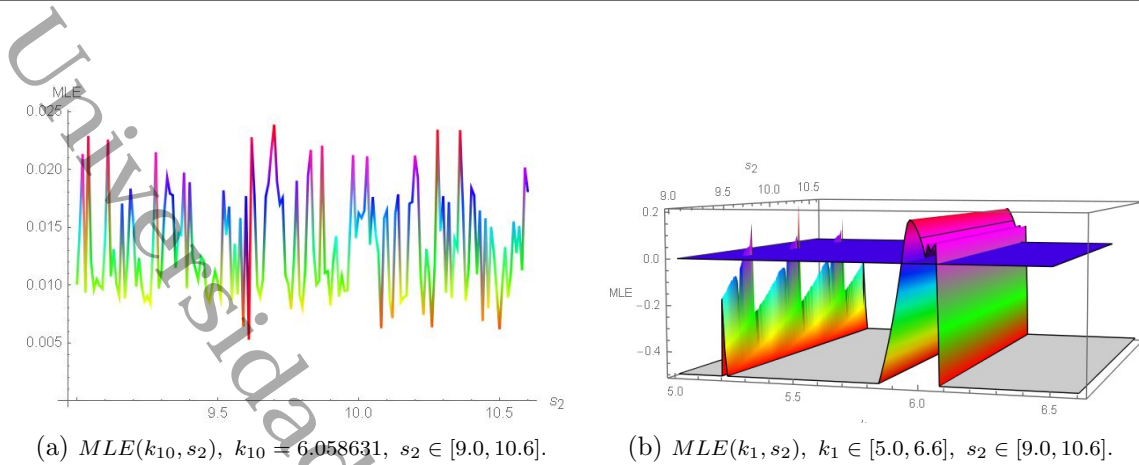 Universidad
MLE
0.025
0.020
0.015
0.010
0.005
9.5
10.0
10.5
s2
s2
9.0
9.5
10.0
10.5
0.2
0.0
MLE
−0.2
−0.4
5.0
5.5
6.0
6.5
(a) MLE(k10, s2), k10 = 6.058631, s2 ∈ [9.0, 10.6].
(b) MLE(k1, s2), k1 ∈ [5.0, 6.6], s2 ∈ [9.0, 10.6].